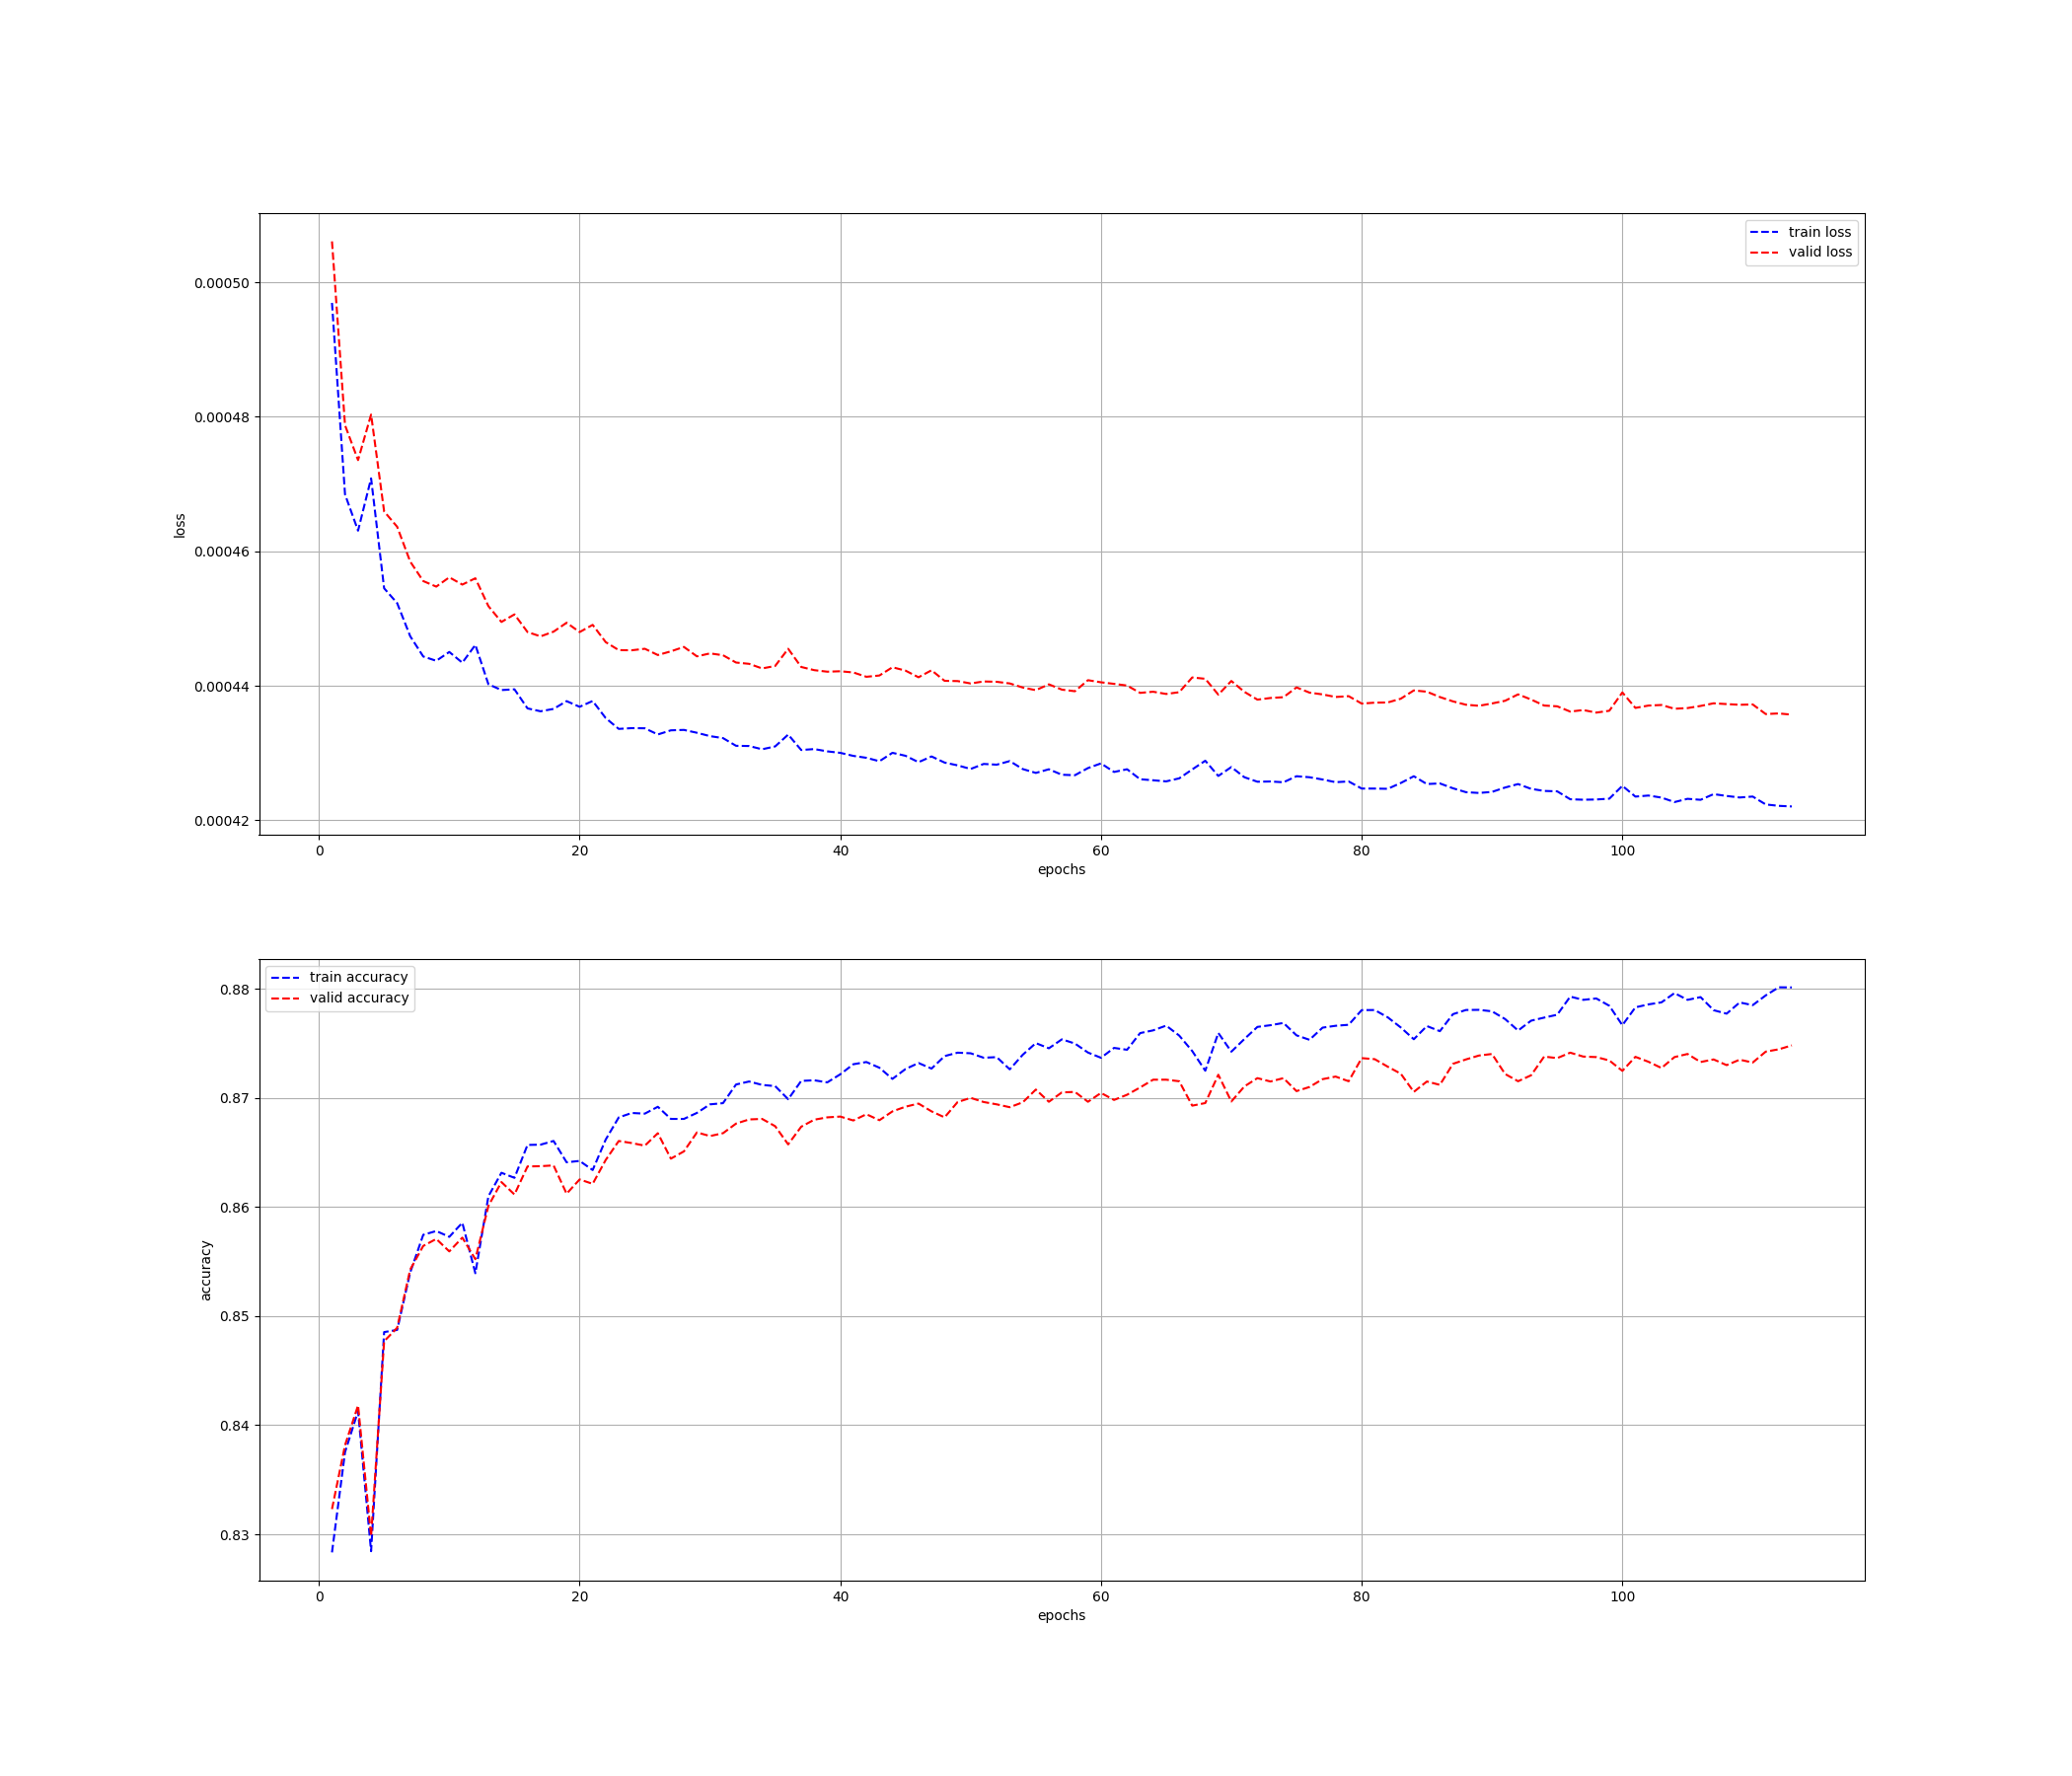 train loss
valid loss
0.00050
0.00048
0.00046
0.00044
0.00042
loss
0 20 40 60 80 100
epochs
train accuracy
valid accuracy
0.88
0.87
0.86
0.85
0.84
0.83
accuracy
0 20 40 60 80 100
epochs